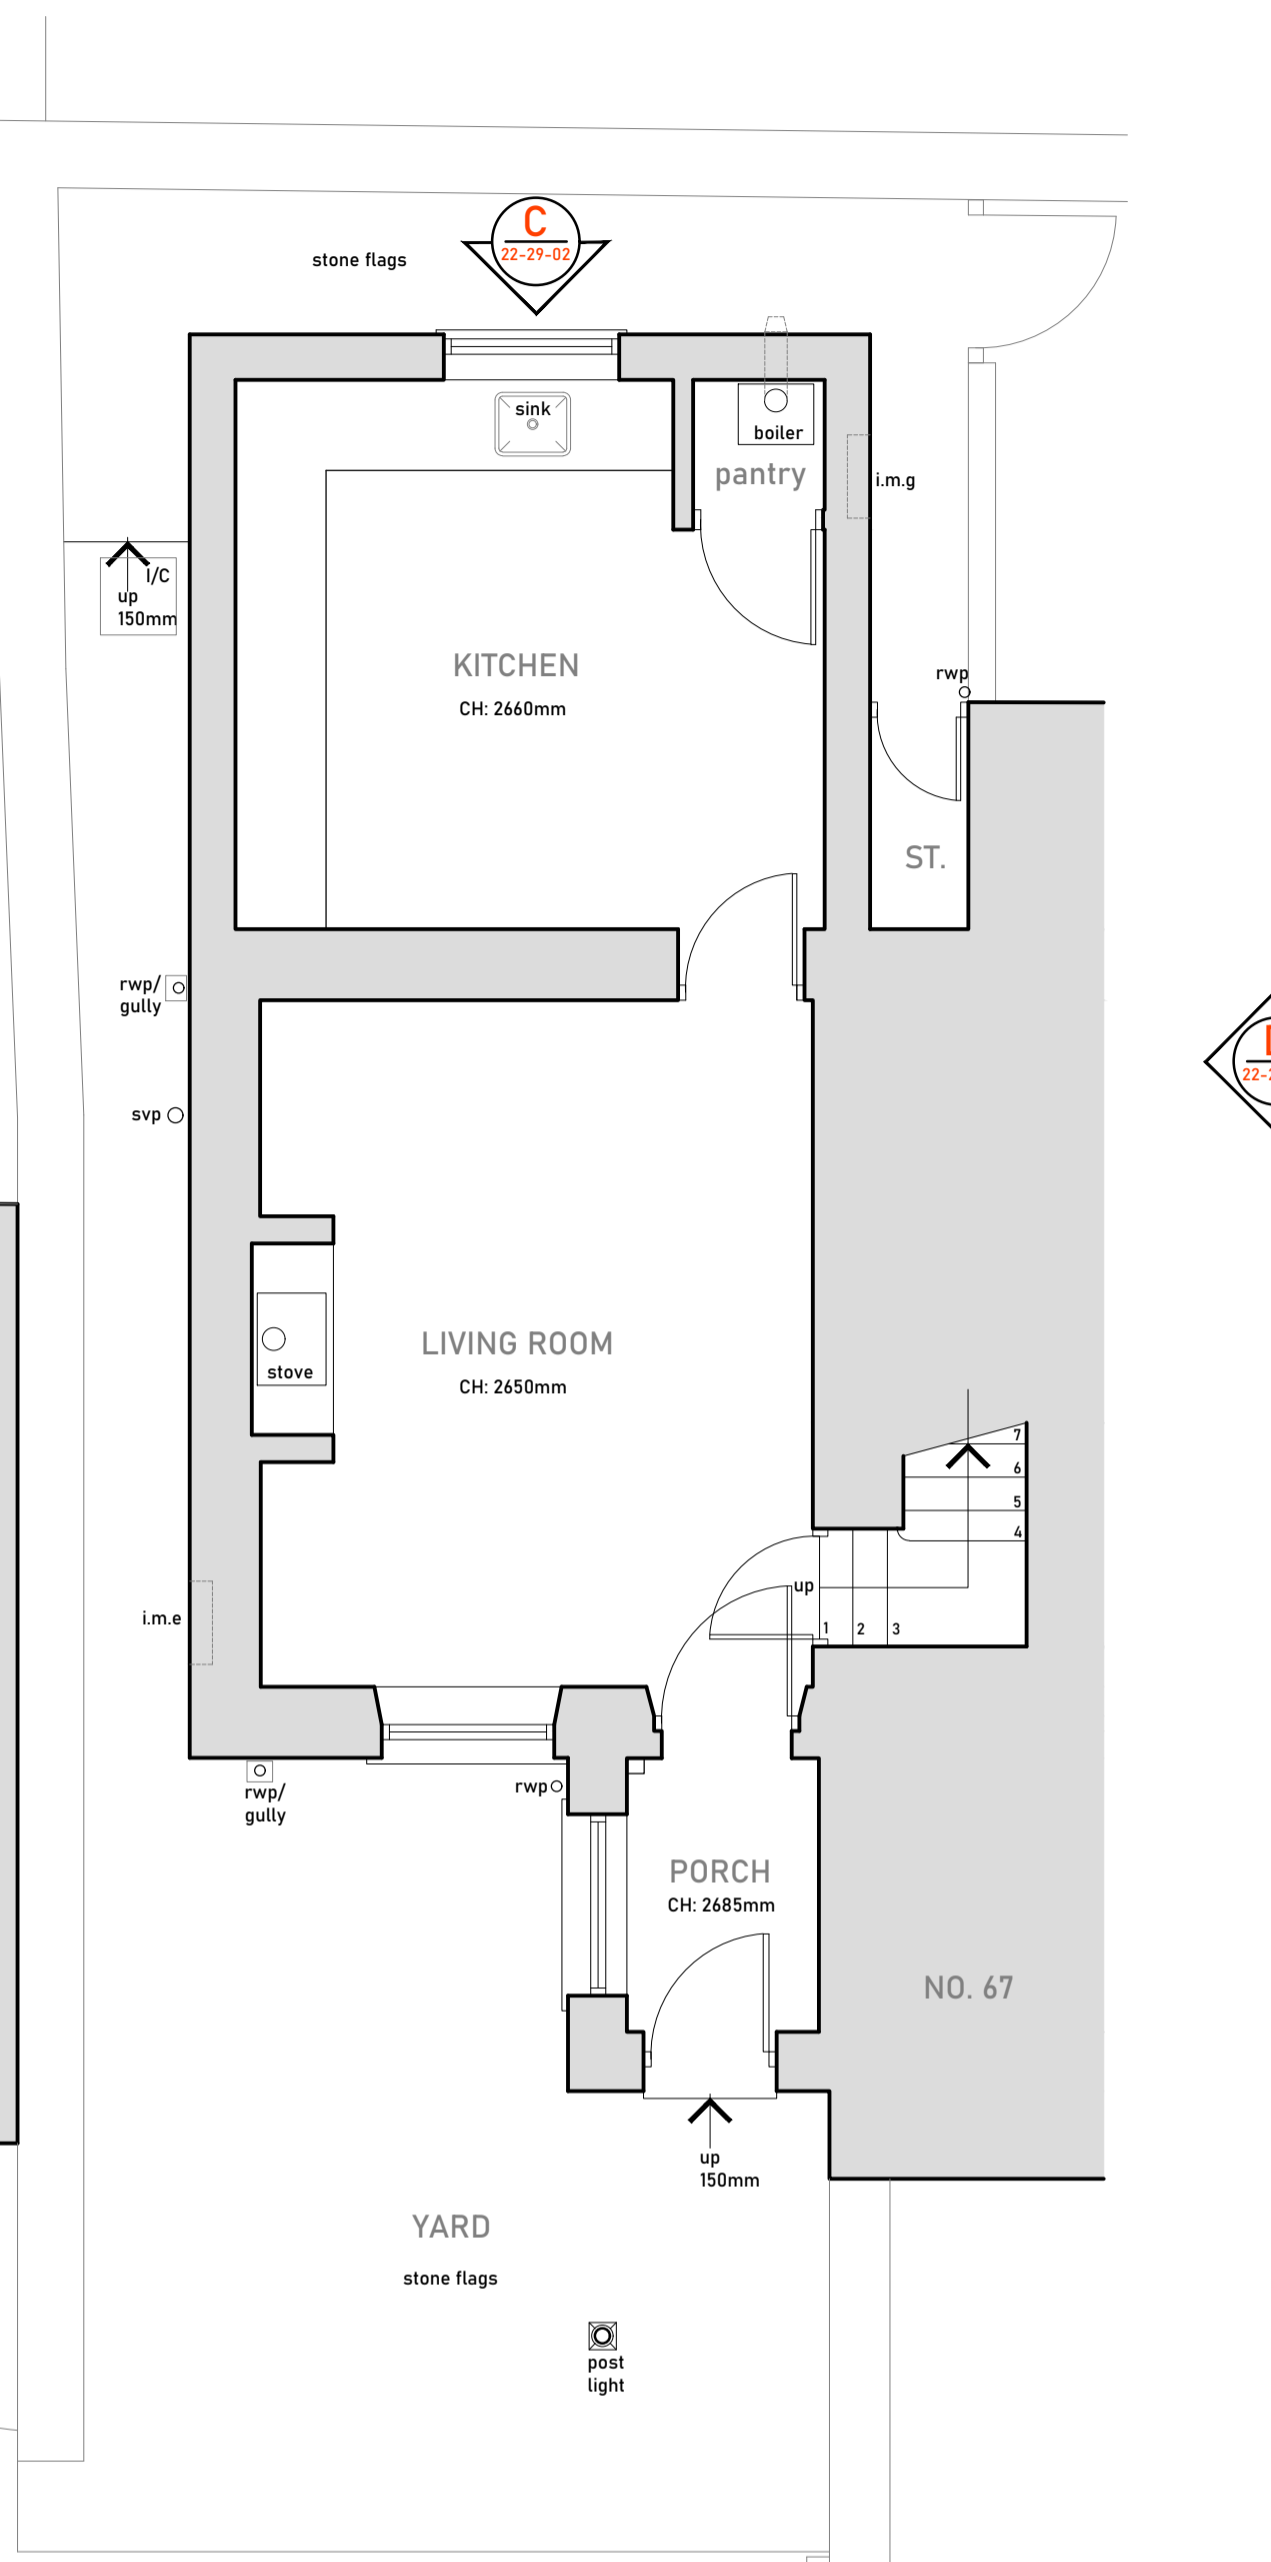 C
22-29-02
stone flags
sink
boiler
pantry
i.m.g
I/C
up
150mm
KITCHEN
CH: 2660mm
rwp
ST.
rwp/
gully
svp
LIVING ROOM
CH: 2650mm
stove
7
6
5
4
up
1
2
3
i.m.e
rwp/
gully
rwp
PORCH
CH: 2685mm
NO. 67
up
150mm
YARD
stone flags
post
light